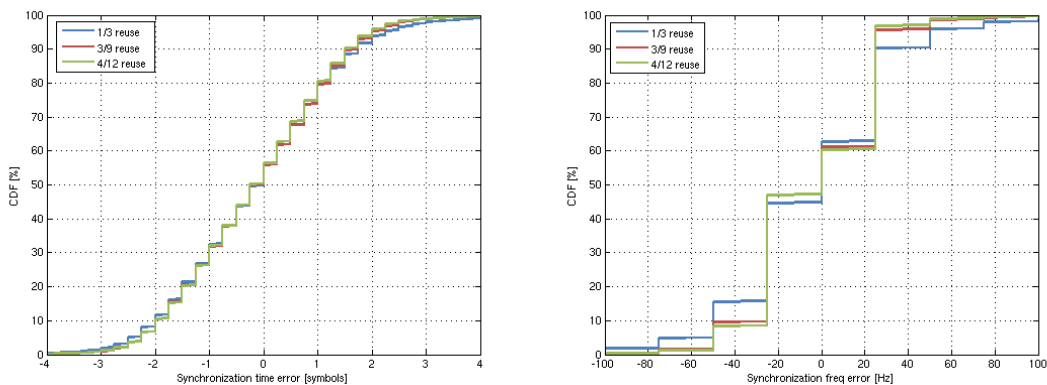 100
90
80
70
60
50
40
30
20
10
0
CDF [%]
1/3 reuse
3/9 reuse
4/12 reuse
-4 -3 -2 -1 0 1 2 3 4
Synchronization time error [symbols]
100
90
80
70
60
50
40
30
20
10
0
CDF [%]
1/3 reuse
3/9 reuse
4/12 reuse
-100 -80 -60 -40 -20 0 20 40 60 80 100
Synchronization freq error [Hz]